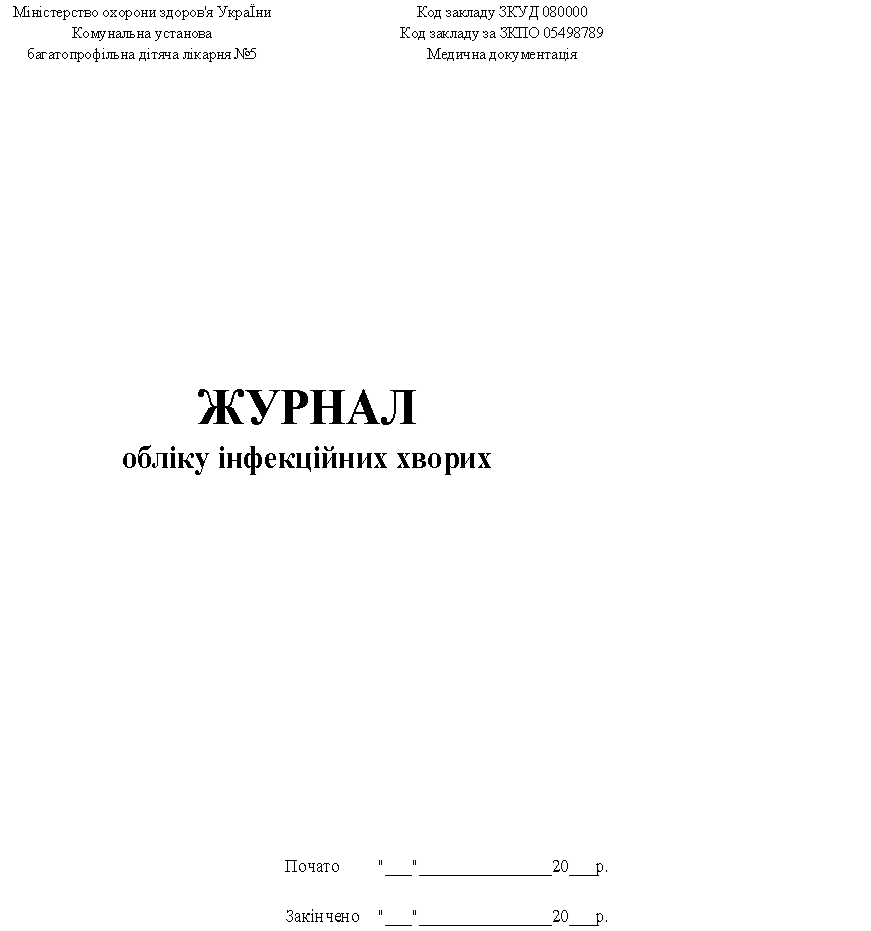 Міністерство охорони здоров'я УкраЇни
Комунальна установа
багатопрофільна дітяча лікарня.№5
Код закладу ЗКУД 080000
Код закладу за ЗКПО 05498789
Медична документація
ЖУРНАЛ
обліку інфекційних хворих
Почато "___"_______________20___р.
Закінчено "___"_______________20___р.